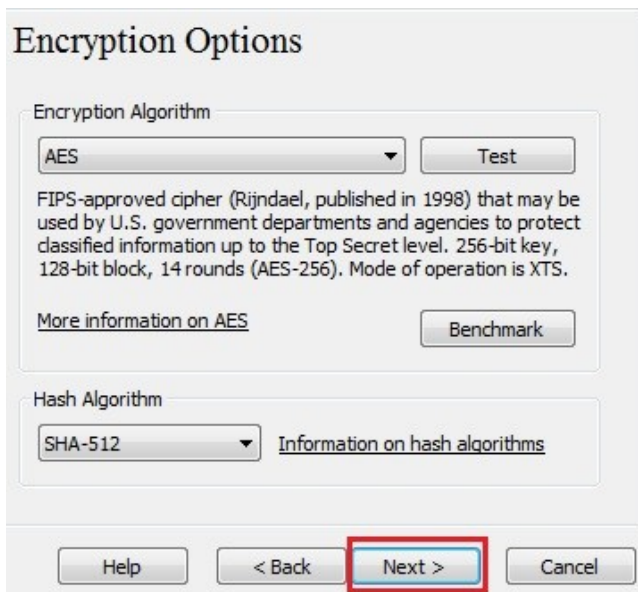 Encryption Options
Encryption Algorithm
AES
Test
FIPS-approved cipher (Rijndael, published in 1998) that may be
used by U.S. government departments and agencies to protect
classified information up to the Top Secret level. 256-bit key,
128-bit block, 14 rounds (AES-256). Mode of operation is XTS.
More information on AES
Benchmark
Hash Algorithm
SHA-512
Information on hash algorithms
Help
< Back
Next >
Cancel